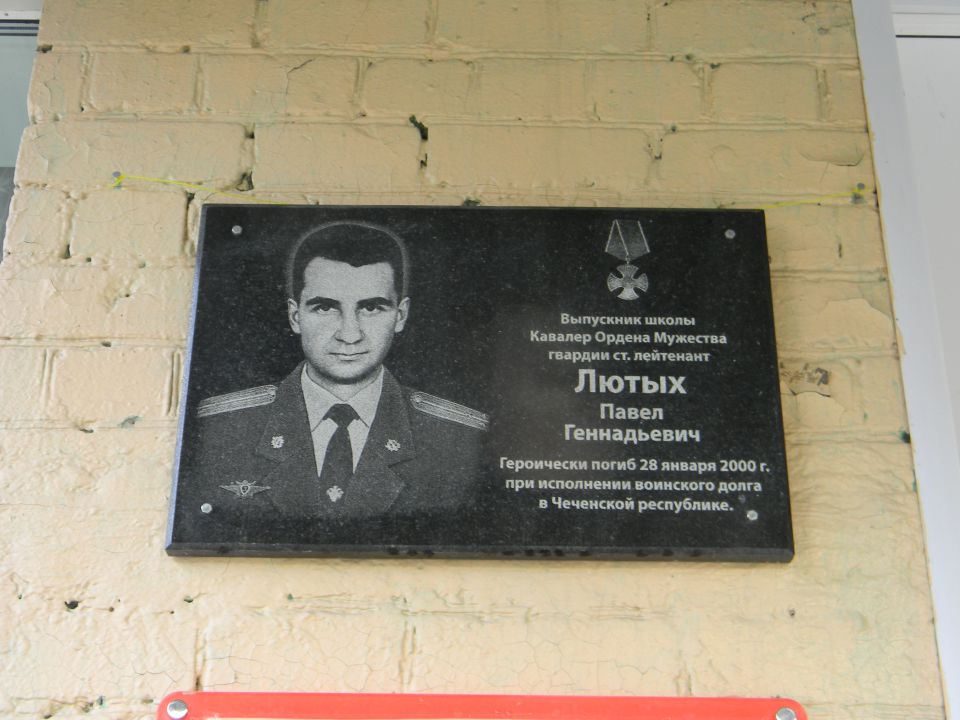 Выпускник школы
Кавалер Ордена Мужества
гвардии ст. лейтенант
Лютых
Павел
Геннадьевич
Героически погиб 28 января 2000 г.
при исполнении воинского долга
в Чеченской республике.